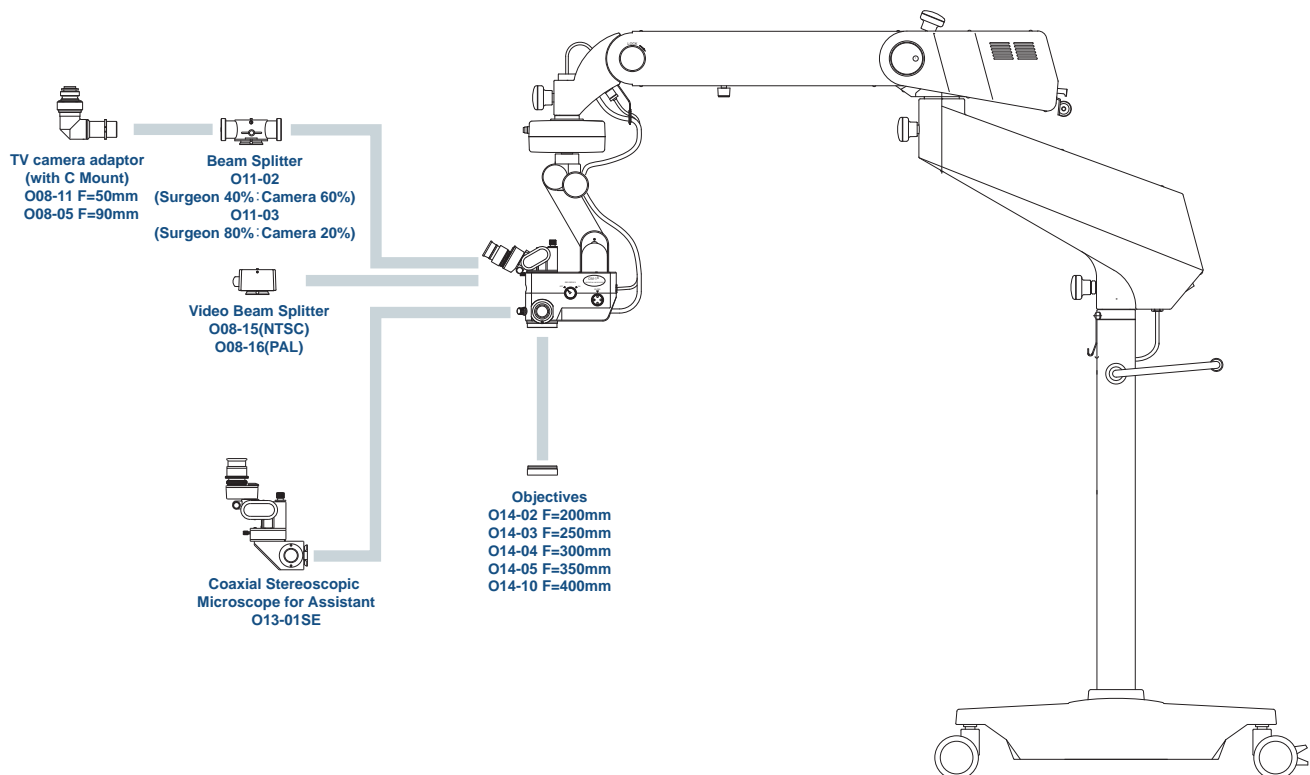 TV camera adaptor
(with C Mount)
O08-11 F=50mm
O08-05 F=90mm
Beam Splitter
O11-02
(Surgeon 40%:Camera 60%)
O11-03
(Surgeon 80%:Camera 20%)
Video Beam Splitter
O08-15(NTSC)
O08-16(PAL)
Coaxial Stereoscopic
Microscope for Assistant
O13-01SE
Objectives
O14-02 F=200mm
O14-03 F=250mm
O14-04 F=300mm
O14-05 F=350mm
O14-10 F=400mm